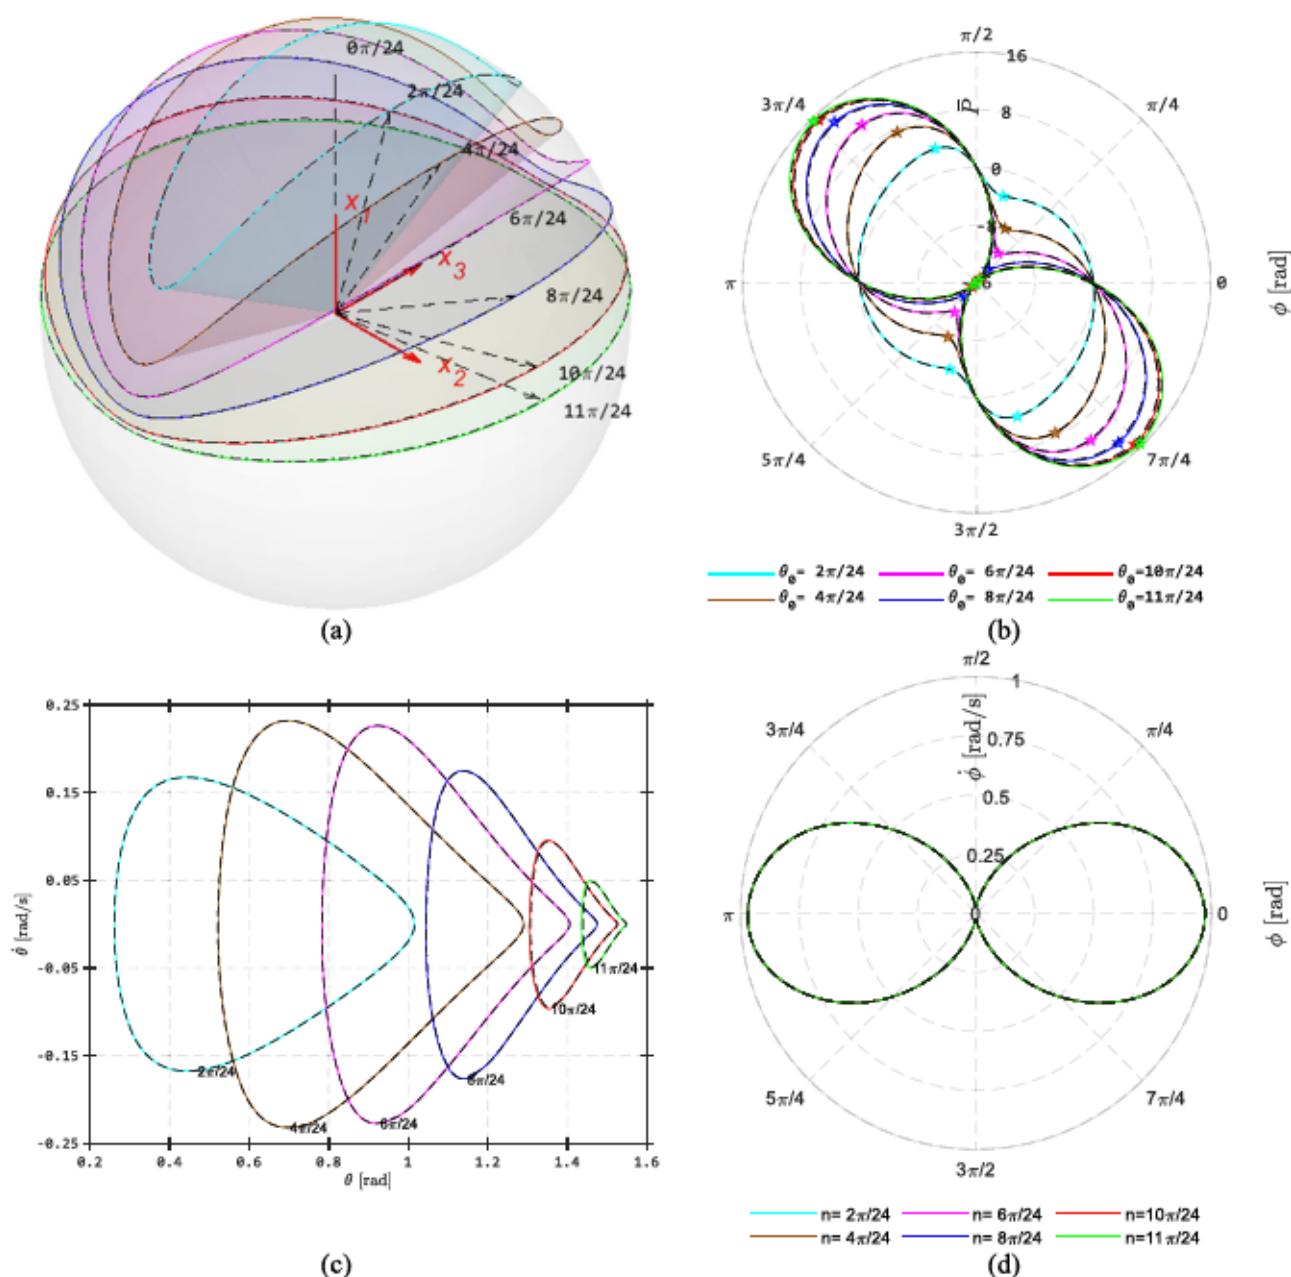 0π/24
2π/24
4π/24
6π/24
8π/24
10π/24
11π/24
x1
x3
x2
(a)
π/2
16
3π/4
p̅
π/4
8
0
-8
π
0
ϕ [rad]
5π/4
7π/4
3π/2
θ₀= 2π/24 θ₀= 6π/24 θ₀=10π/24
θ₀= 4π/24 θ₀= 8π/24 θ₀=11π/24
(b)
0.25
0.15
0.05
-0.05
-0.15
-0.25
θ̇ [rad/s]
2π/24
4π/24
6π/24
8π/24
10π/24
11π/24
0.2 0.4 0.6 0.8 1 1.2 1.4 1.6
θ [rad]
(c)
π/2
1
3π/4
ϕ̇ [rad/s]
π/4
0.75
0.5
0.25
π
0
0
ϕ [rad]
5π/4
7π/4
3π/2
n= 2π/24 n= 6π/24 n=10π/24
n= 4π/24 n= 8π/24 n=11π/24
(d)